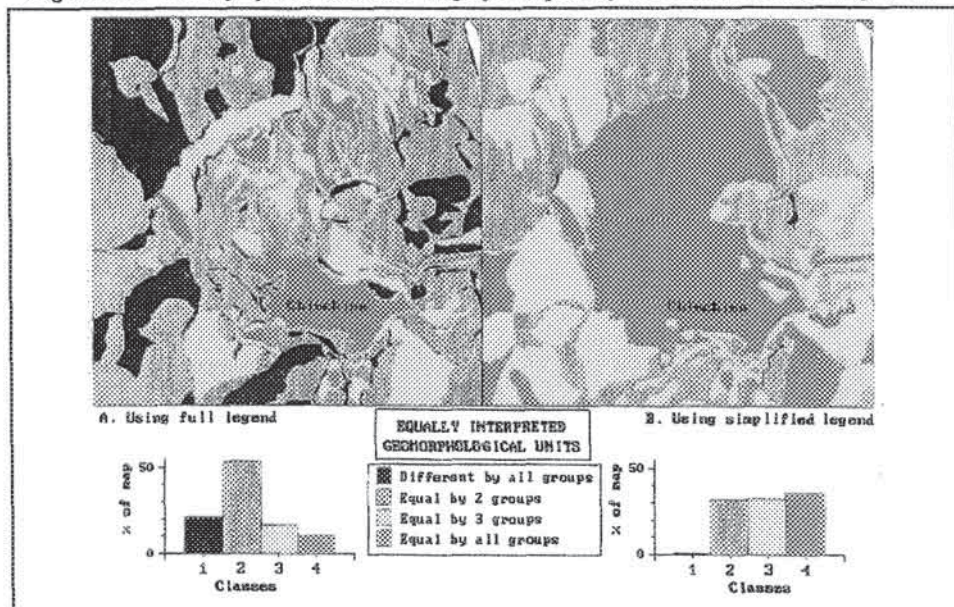 Chinchina
Chinchina
A. Using full legend
B. Using simplified legend
EQUALLY INTERPRETED
GEOMORPHOLOGICAL UNITS
Different by all groups
Equal by 2 groups
Equal by 3 groups
Equal by all groups
% of map
50
0
1 2 3 4
Classes
% of map
50
0
1 2 3 4
Classes